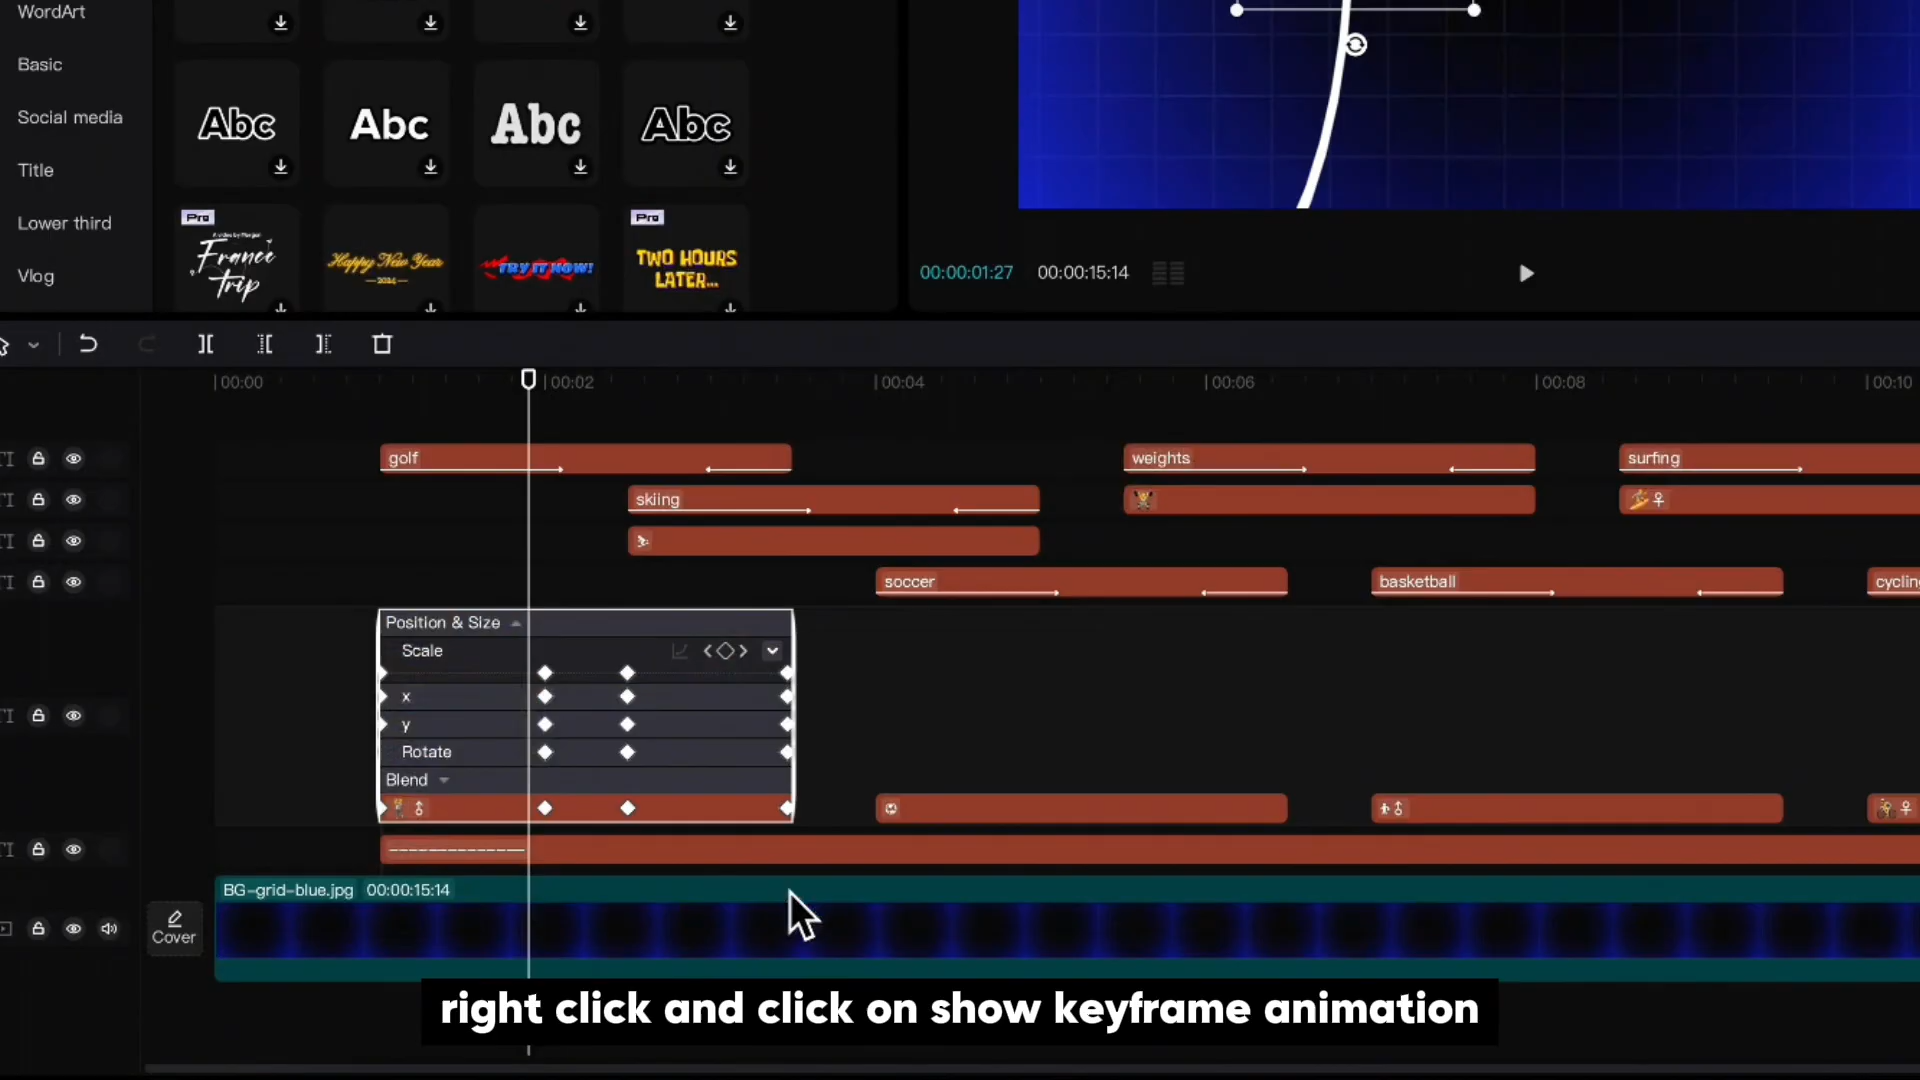 WordArt
Basic
Social media
Title
Lower third
Vlog
Abc
Abc
Abc
Abc
Pro
France
Trip
Happy New Year
TRY IT NOW!
Pro
TWO HOURS
LATER...
00:00:01:27
00:00:15:14
00:00
00:02
00:04
00:06
00:08
00:10
golf
weights
surfing
skiing
soccer
basketball
cyclin
Position & Size
Scale
x
y
Rotate
Blend
BG-grid-blue.jpg 00:00:15:14
Cover
right click and click on show keyframe animation